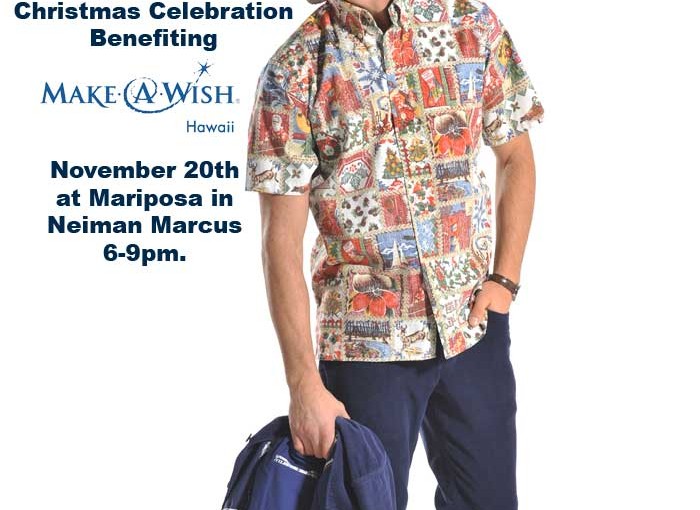 Christmas Celebration
Benefiting
MAKE-A-WISH®
Hawaii
November 20th
at Mariposa in
Neiman Marcus
6-9pm.